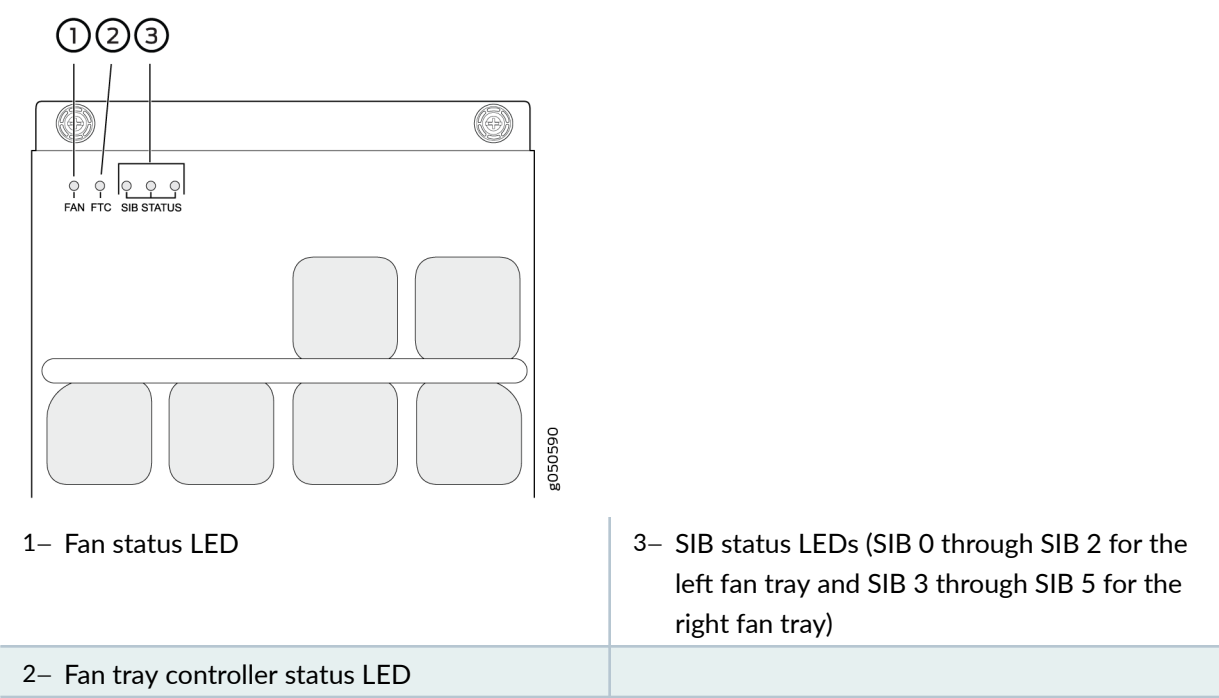 1 2 3
FAN FTC SIB STATUS
g050590
1– Fan status LED
3– SIB status LEDs (SIB 0 through SIB 2 for the
left fan tray and SIB 3 through SIB 5 for the
right fan tray)
2– Fan tray controller status LED